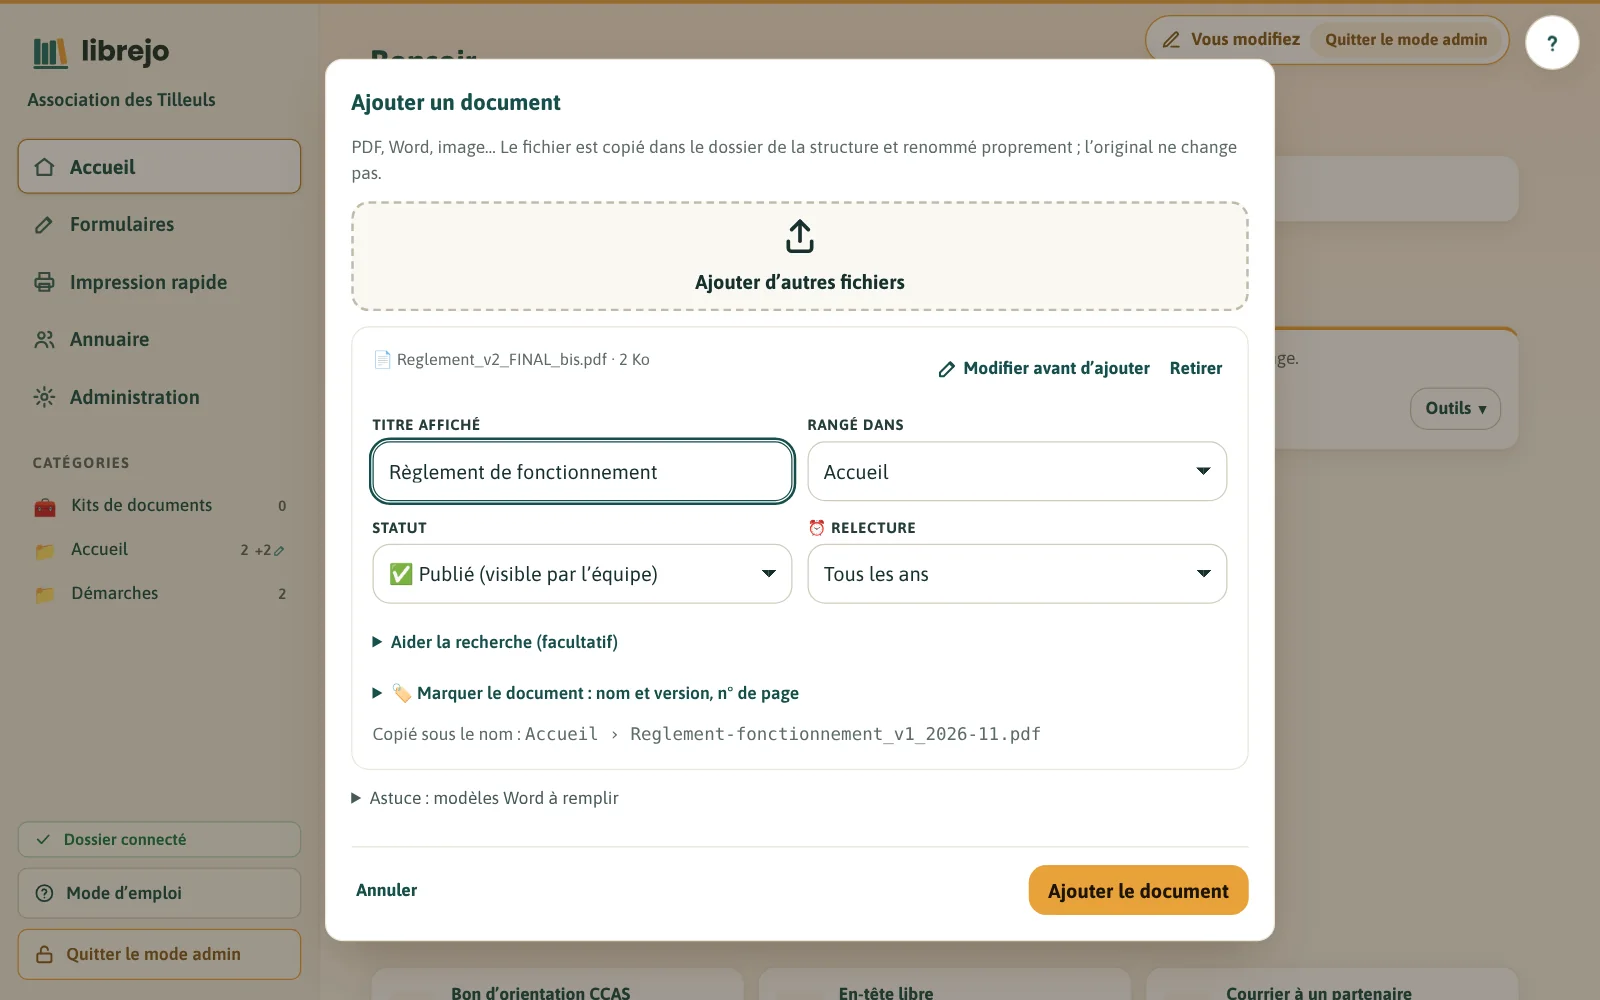 librejo
Association des Tilleuls
Accueil
Formulaires
Impression rapide
Annuaire
Administration
CATÉGORIES
Kits de documents 0
Accueil 2 +2
Démarches 2
Dossier connecté
Mode d’emploi
Quitter le mode admin
Bonsoir
Vous modifiez Quitter le mode admin
?
Ajouter un document
PDF, Word, image… Le fichier est copié dans le dossier de la structure et renommé proprement ; l’original ne change
pas.
Ajouter d’autres fichiers
Reglement_v2_FINAL_bis.pdf · 2 Ko
Modifier avant d’ajouter Retirer
TITRE AFFICHÉ
Règlement de fonctionnement
RANGÉ DANS
Accueil
STATUT
Publié (visible par l’équipe)
RELECTURE
Tous les ans
Aider la recherche (facultatif)
Marquer le document : nom et version, n° de page
Copié sous le nom : Accueil › Reglement-fonctionnement_v1_2026-11.pdf
Astuce : modèles Word à remplir
Annuler
Ajouter le document
ge.
Outils ▾
Bon d’orientation CCAS
En-tête libre
Courrier à un partenaire